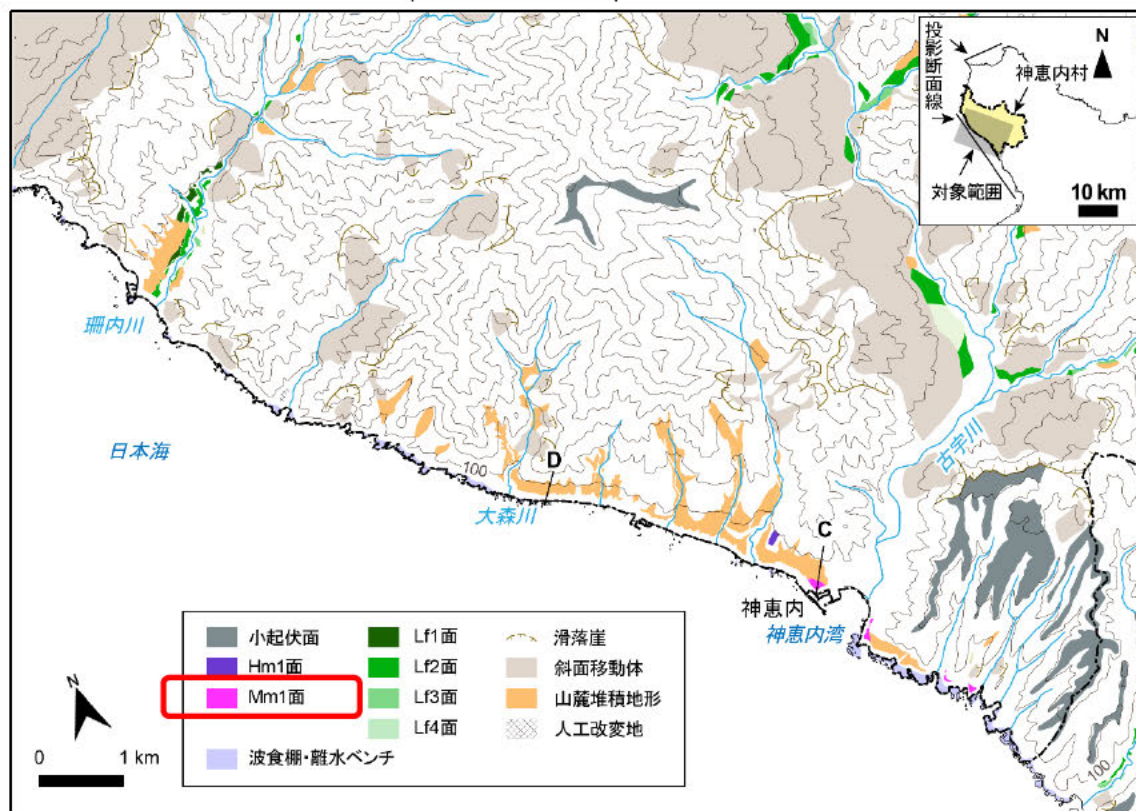 投影断面線
N
神恵内村
対象範囲
10 km
珊内川
日本海
100
D
大森川
古宇川
C
神恵内
神恵内湾
100
N
0 1 km
小起伏面
Hm1面
Mm1面
波食棚・離水ベンチ
Lf1面
Lf2面
Lf3面
Lf4面
滑落崖
斜面移動体
山麓堆積地形
人工改変地